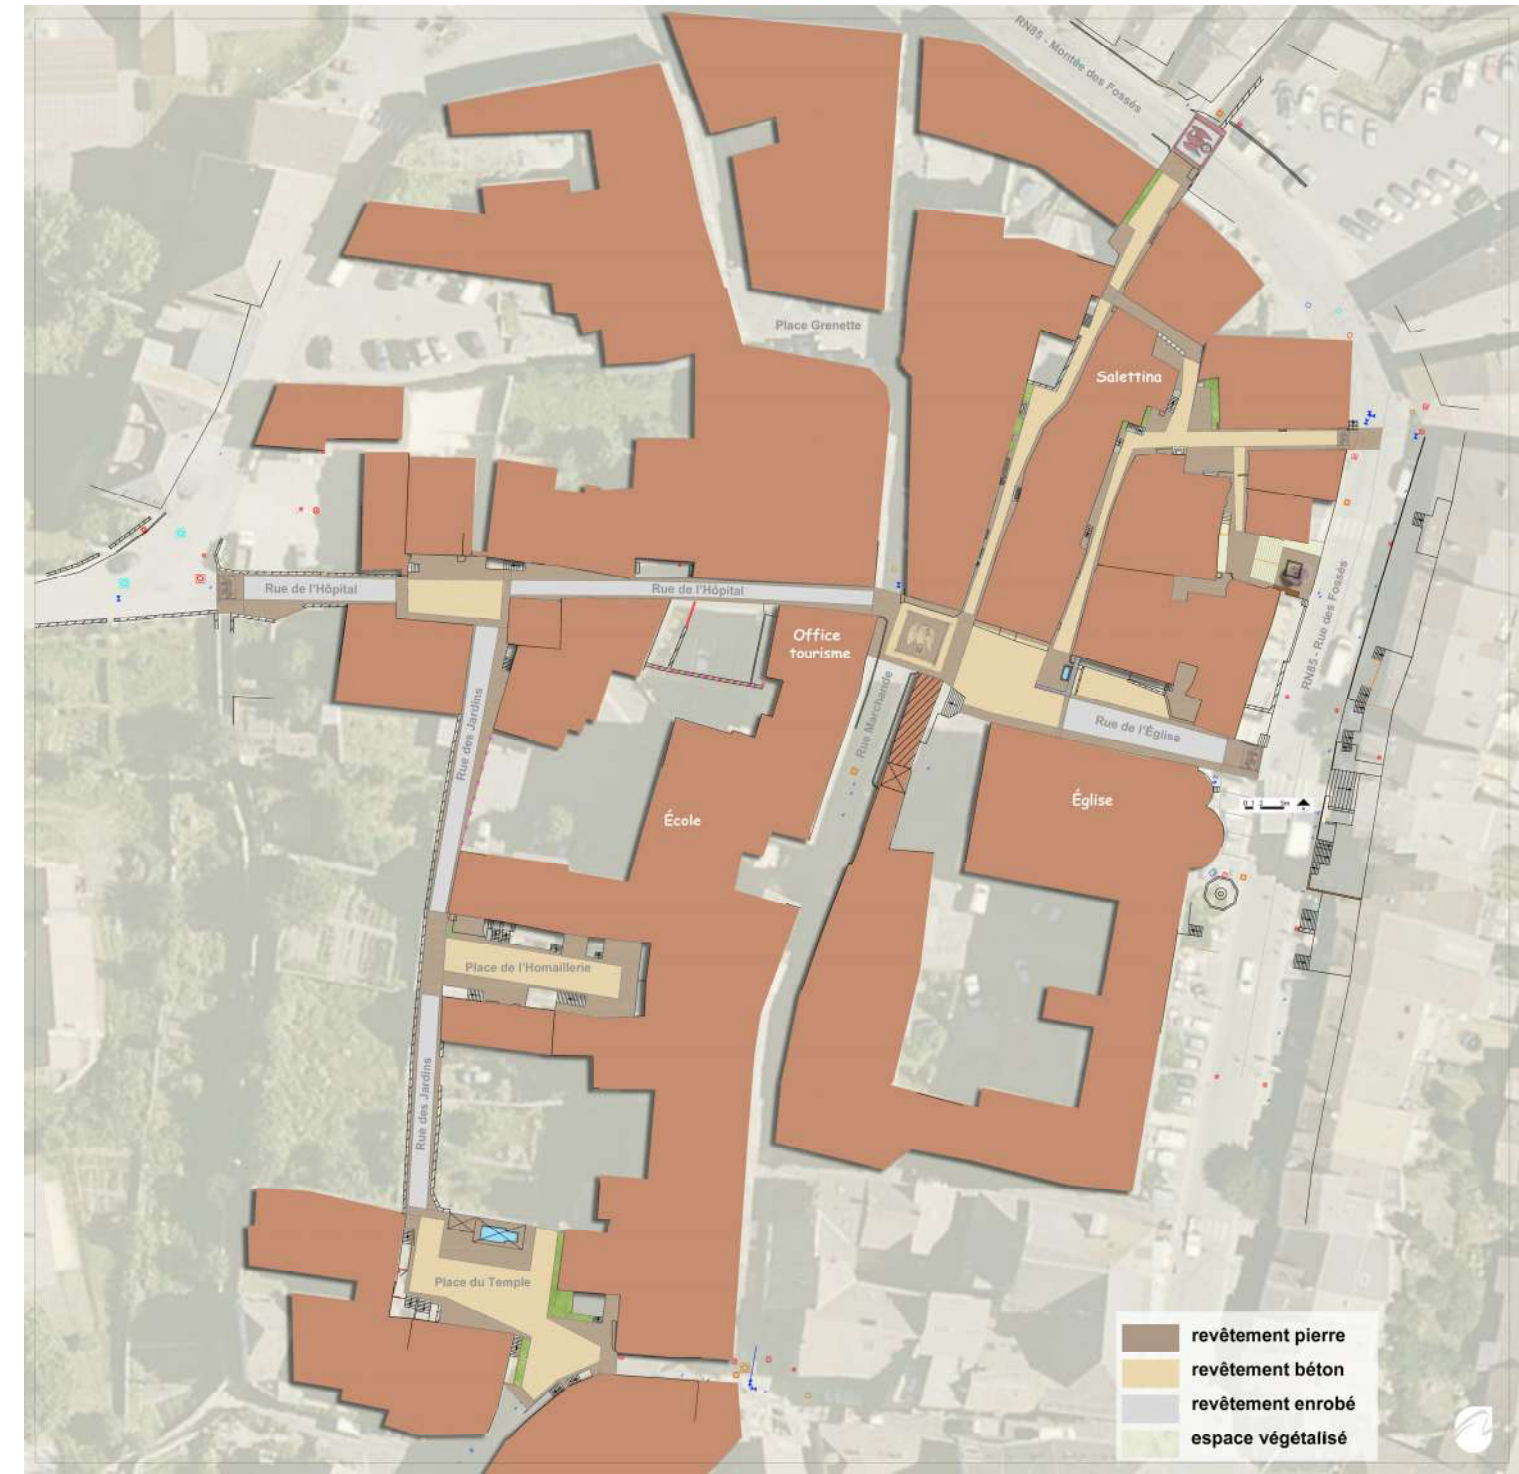 RN85 - Montée des Fossés
Place Grenette
Salettina
Rue de l'Hôpital
Rue de l'Hôpital
Office
tourisme
RN85 - Rue des Fossés
Rue Marchande
Rue des Jardins
Rue de l'Église
Église
École
Place de l'Homaillerie
Rue des Jardins
Place du Temple
revêtement pierre
revêtement béton
revêtement enrobé
espace végétalisé